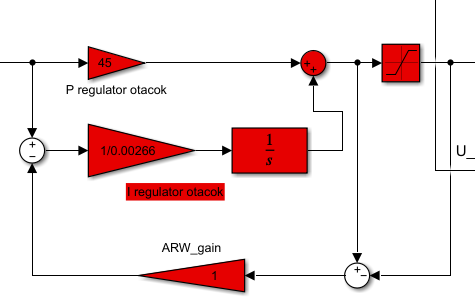 45
P regulator otacok
+
+
+
−
1/0.00266
1
s
U_
I regulator otacok
ARW_gain
1
+
−